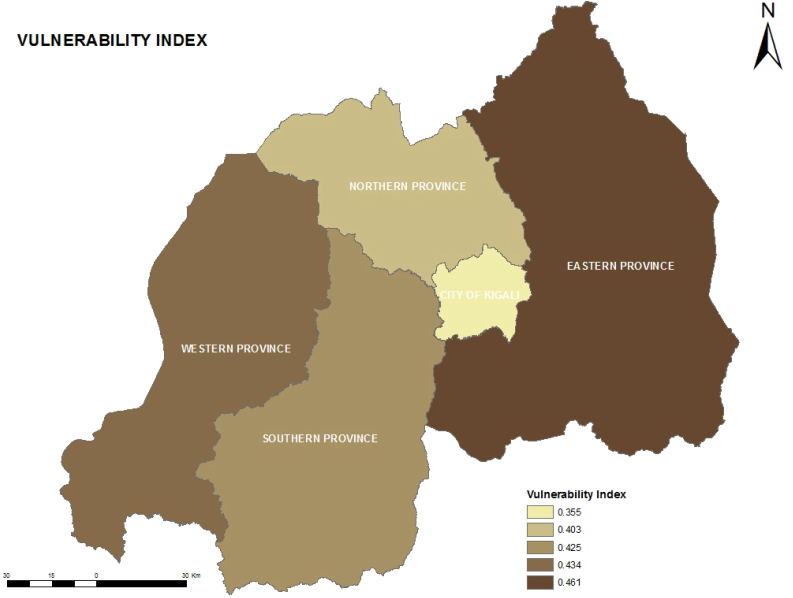 N
VULNERABILITY INDEX
NORTHERN PROVINCE
EASTERN PROVINCE
CITY OF KIGALI
WESTERN PROVINCE
SOUTHERN PROVINCE
Vulnerability Index
0.355
0.403
0.425
0.434
0.461
30 15 0 30 Km